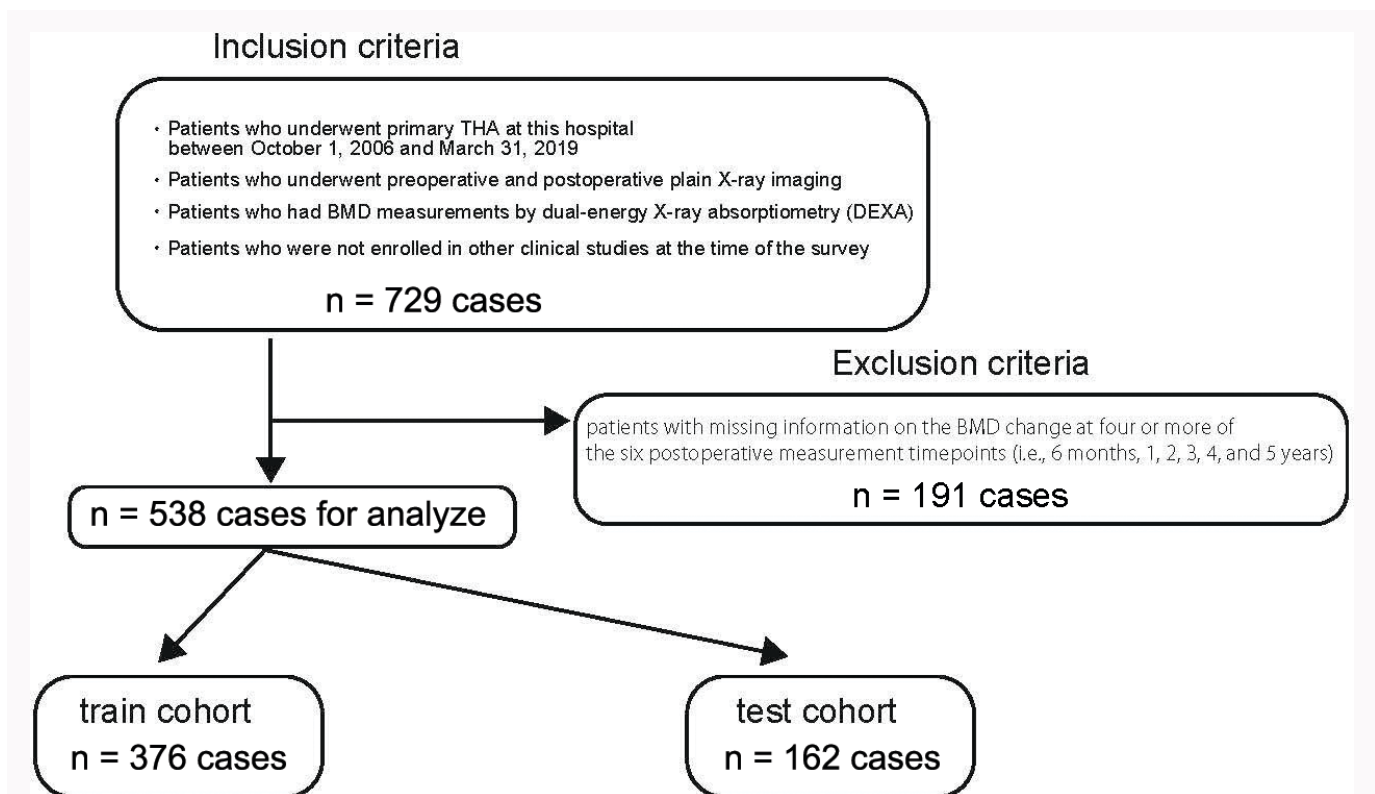 Inclusion criteria
・Patients who underwent primary THA at this hospital
between October 1, 2006 and March 31, 2019
・Patients who underwent preoperative and postoperative plain X-ray imaging
・Patients who had BMD measurements by dual-energy X-ray absorptiometry (DEXA)
・Patients who were not enrolled in other clinical studies at the time of the survey
n = 729 cases
Exclusion criteria
patients with missing information on the BMD change at four or more of
the six postoperative measurement timepoints (i.e., 6 months, 1, 2, 3, 4, and 5 years)
n = 191 cases
n = 538 cases for analyze
train cohort
n = 376 cases
test cohort
n = 162 cases